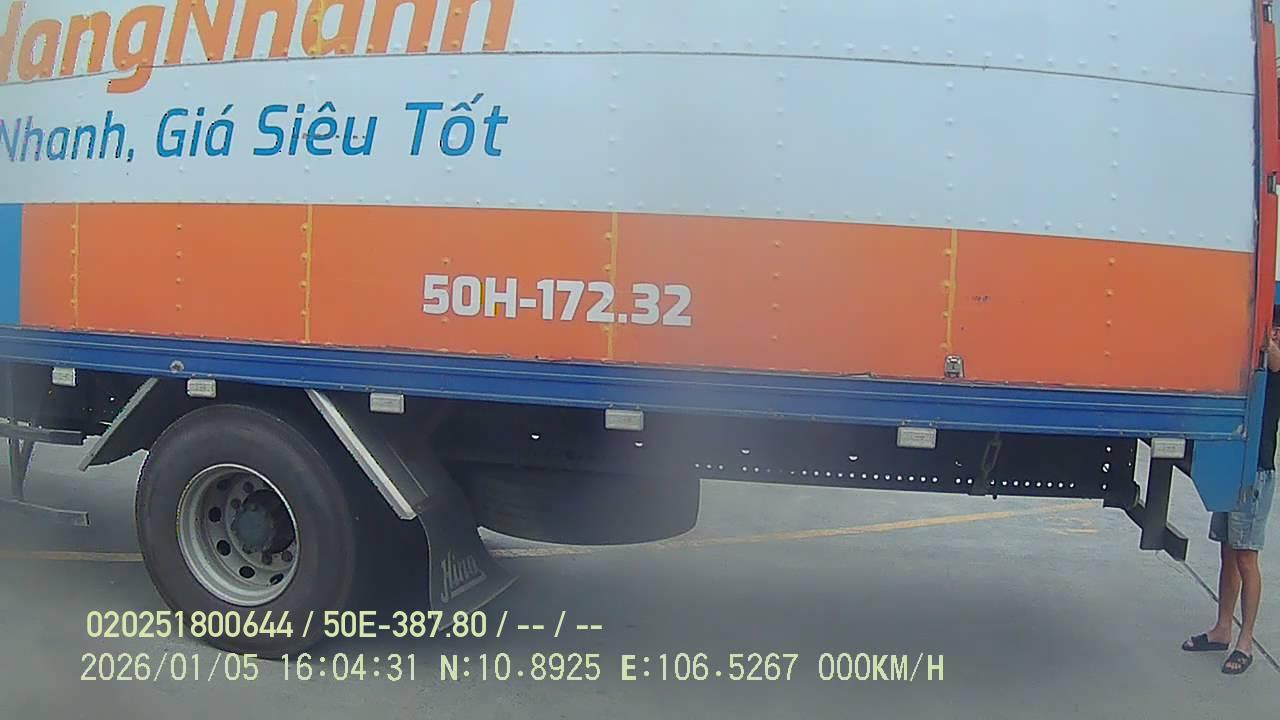 HangNhanh
Nhanh, Giá Siêu Tốt
50H-172.32
Hino
020251800644 / 50E-387.80 / -- / --
2026/01/05 16:04:31 N:10.8925 E:106.5267 000KM/H